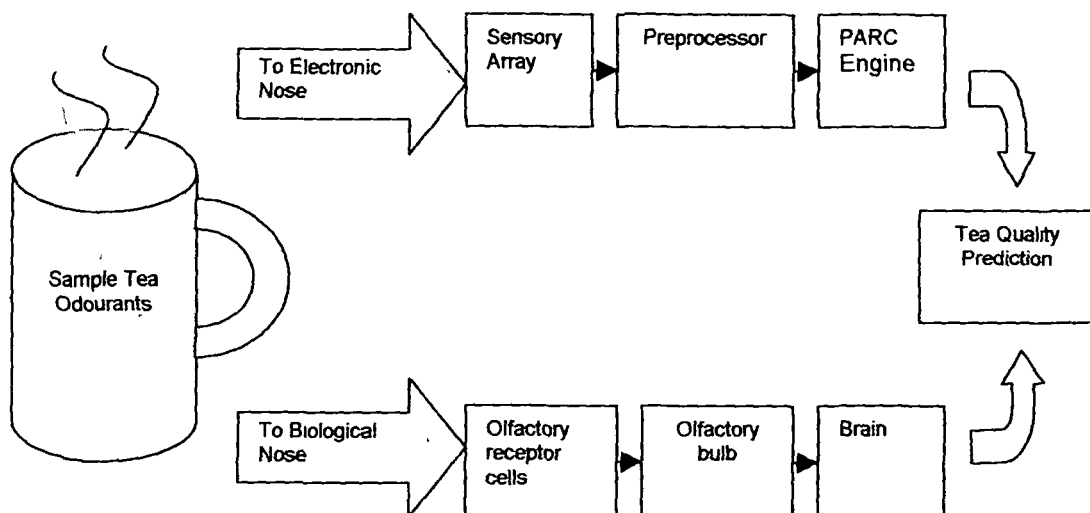 To Electronic
Nose
Sensory
Array
Preprocessor
PARC
Engine
Sample Tea
Odourants
Tea Quality
Prediction
To Biological
Nose
Olfactory
receptor
cells
Olfactory
bulb
Brain